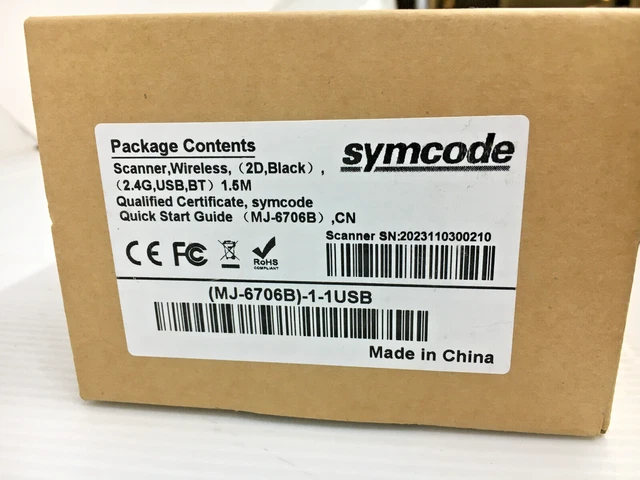 Package Contents
symcode
Scanner,Wireless,（2D,Black）,
（2.4G,USB,BT）1.5M
Qualified Certificate, symcode
Quick Start Guide （MJ-6706B）,CN
CE FC RoHS
COMPLIANT
Scanner SN:2023110300210
(MJ-6706B)-1-1USB
Made in China